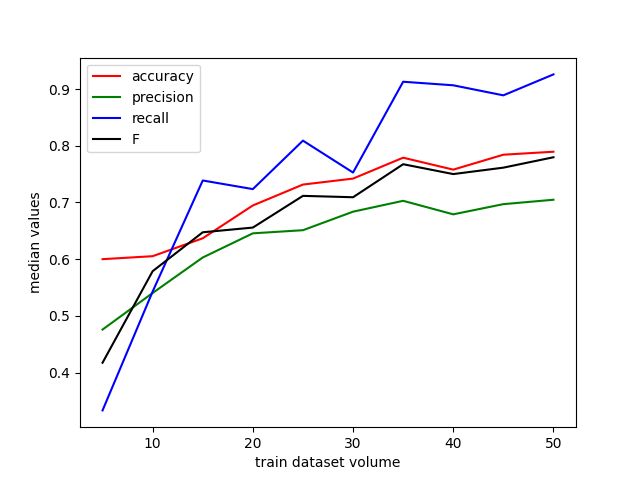 accuracy
precision
recall
F
0.9
0.8
0.7
0.6
0.5
0.4
median values
10 20 30 40 50
train dataset volume